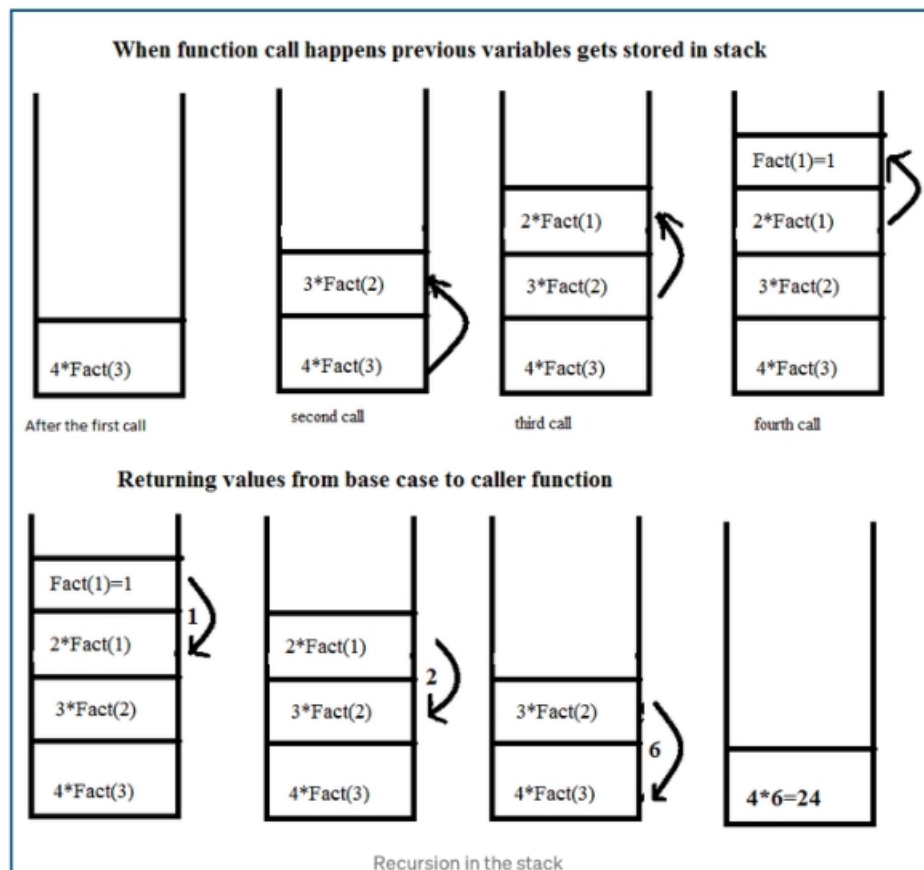 When function call happens previous variables gets stored in stack
4*Fact(3)
After the first call
3*Fact(2)
4*Fact(3)
second call
2*Fact(1)
3*Fact(2)
4*Fact(3)
third call
Fact(1)=1
2*Fact(1)
3*Fact(2)
4*Fact(3)
fourth call
Returning values from base case to caller function
Fact(1)=1
1
2*Fact(1)
3*Fact(2)
4*Fact(3)
2*Fact(1)
2
3*Fact(2)
4*Fact(3)
3*Fact(2)
6
4*Fact(3)
4*6=24
Recursion in the stack